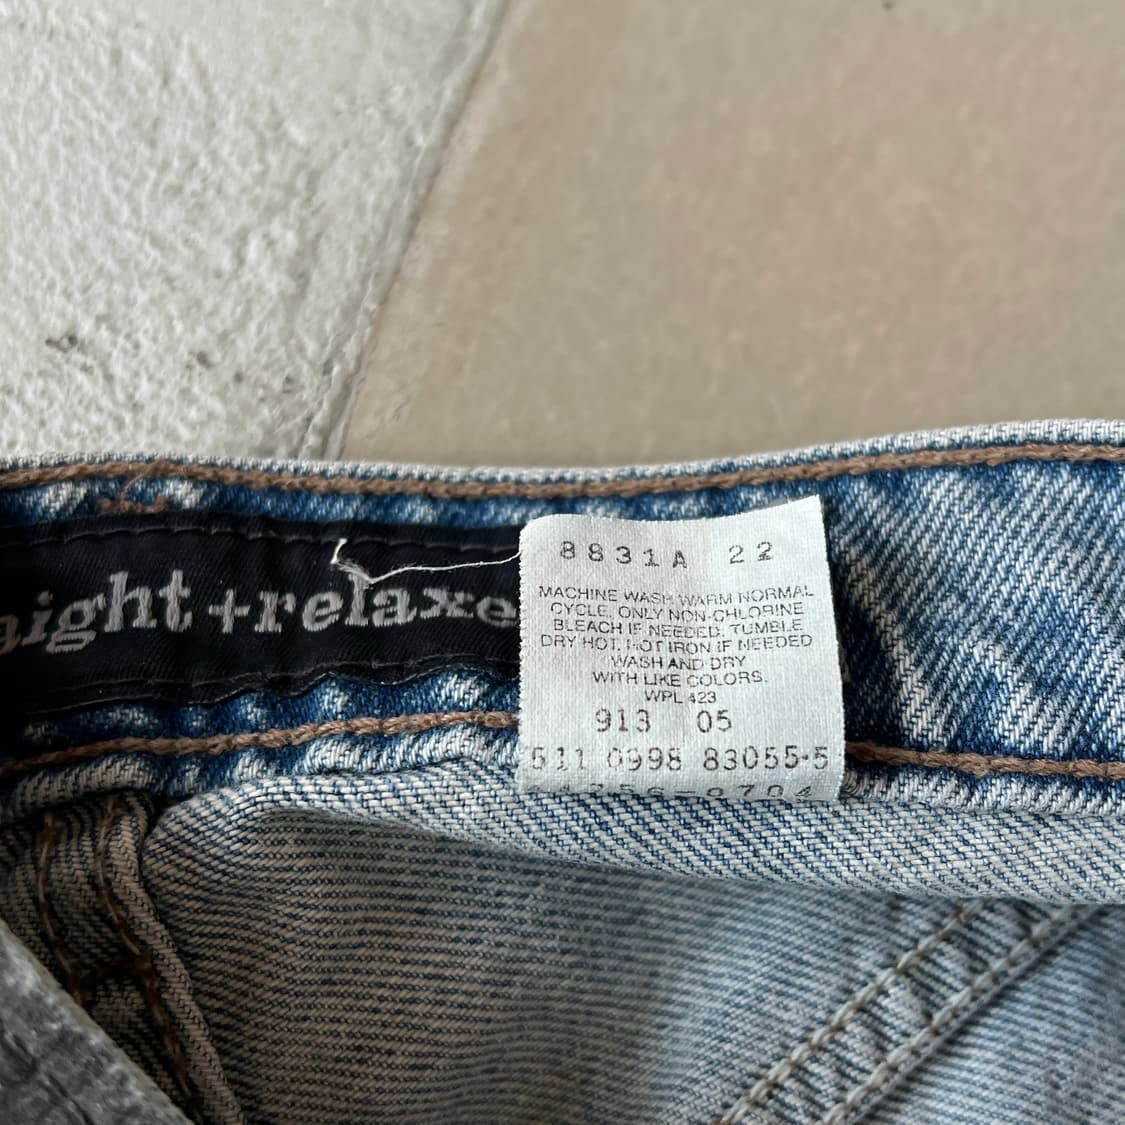 aight+relaxe
8831A 22
MACHINE WASH WARM NORMAL
CYCLE, ONLY NON-CHLORINE
BLEACH IF NEEDED. TUMBLE
DRY HOT, HOT IRON IF NEEDED
WASH AND DRY
WITH LIKE COLORS.
WPL 423
913 05
511 0998 83055-5